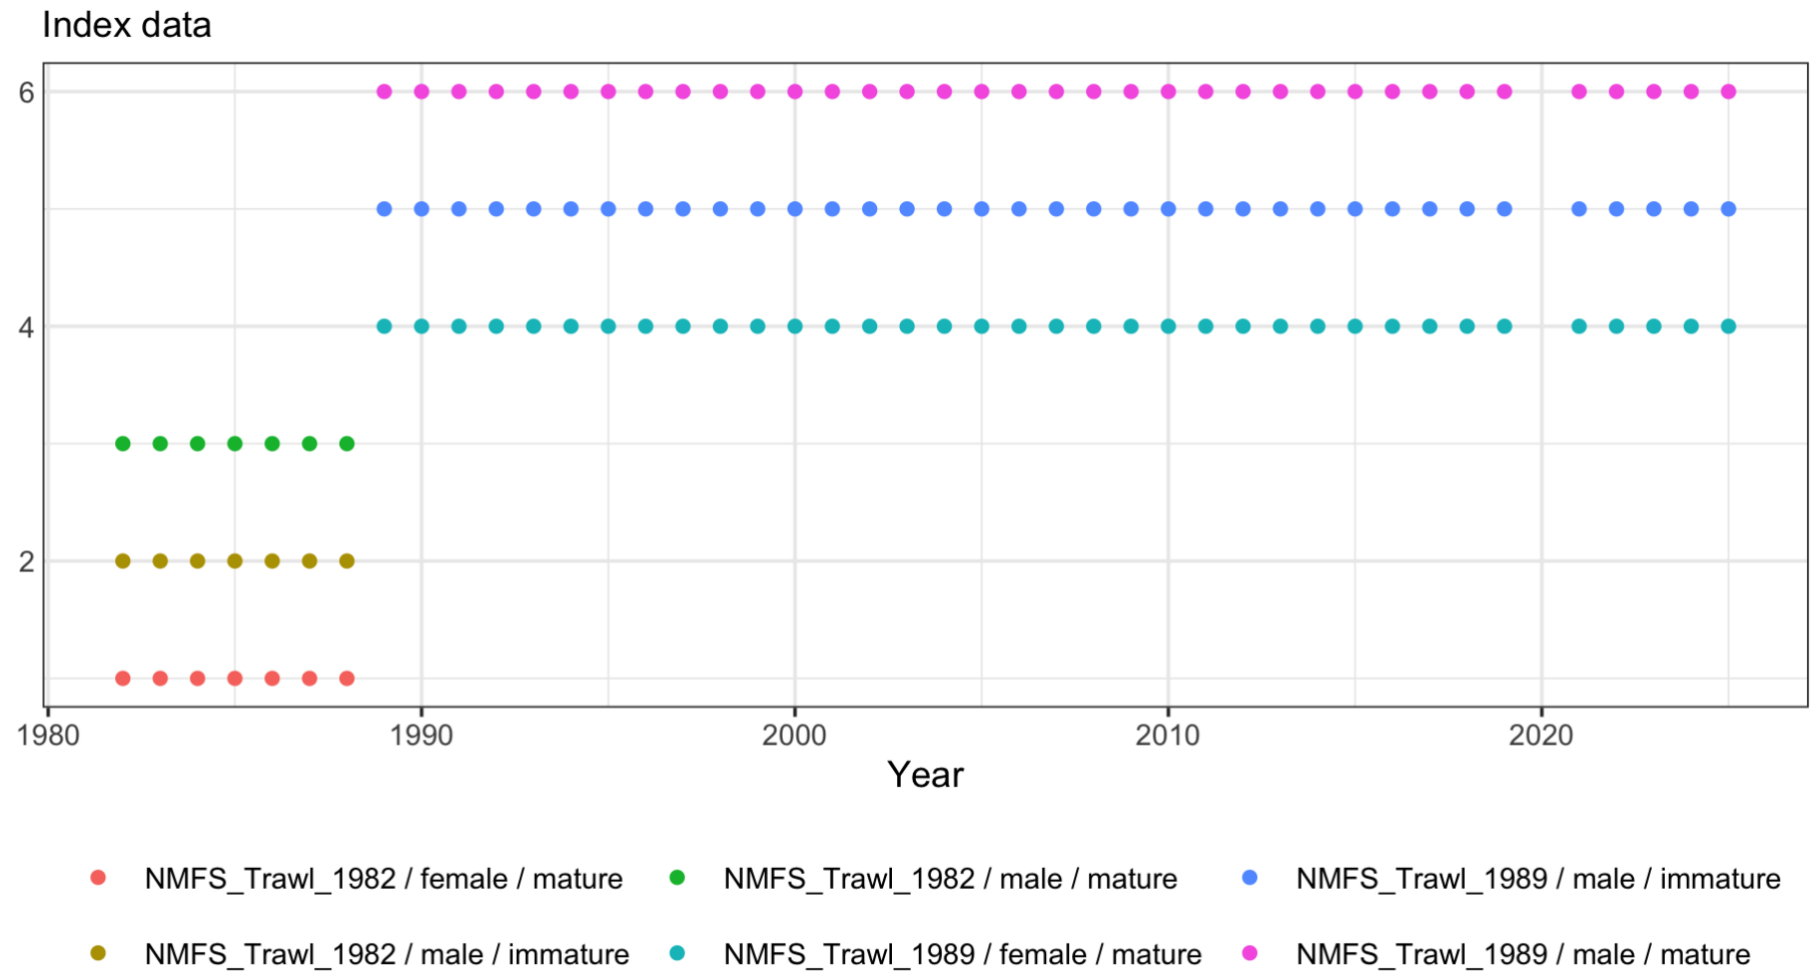 Index data
6
4
2
1980 1990 2000 2010 2020
Year
NMFS_Trawl_1982 / female / mature NMFS_Trawl_1982 / male / mature NMFS_Trawl_1989 / male / immature
NMFS_Trawl_1982 / male / immature NMFS_Trawl_1989 / female / mature NMFS_Trawl_1989 / male / mature